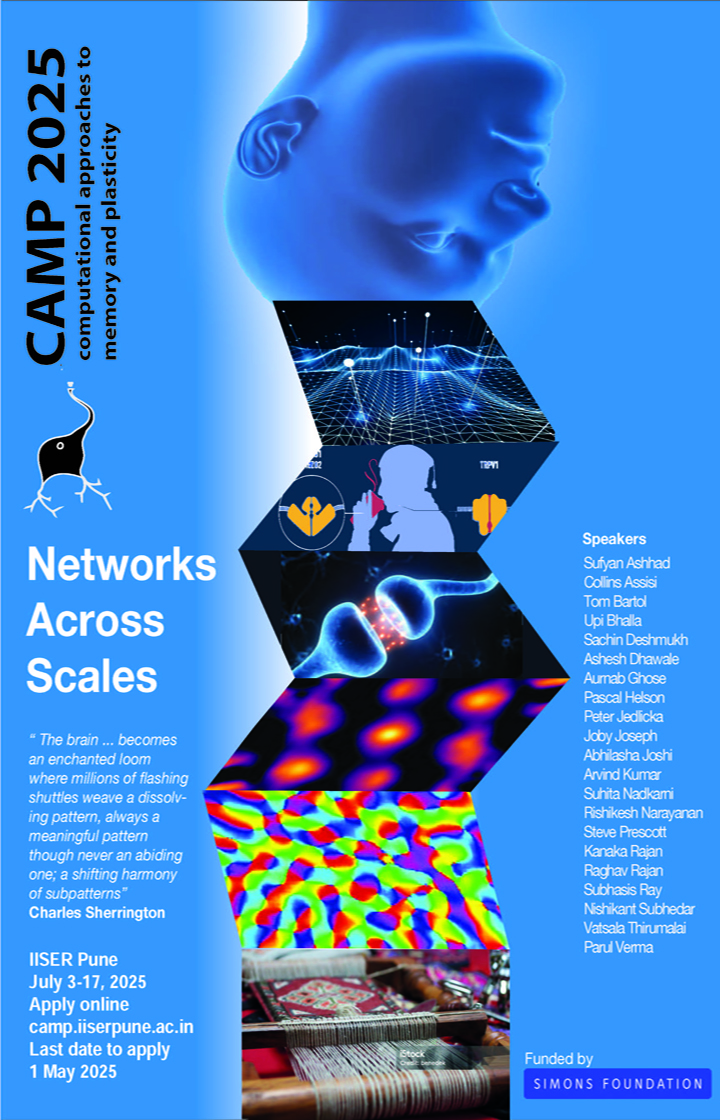 CAMP 2025
computational approaches to
memory and plasticity
TRPV1
Networks
Across
Scales
“ The brain ... becomes
an enchanted loom
where millions of flashing
shuttles weave a dissolv-
ing pattern, always a
meaningful pattern
though never an abiding
one; a shifting harmony
of subpatterns”
Charles Sherrington
IISER Pune
July 3-17, 2025
Apply online
camp.iiserpune.ac.in
Last date to apply
1 May 2025
Speakers
Sufyan Ashhad
Collins Assisi
Tom Bartol
Upi Bhalla
Sachin Deshmukh
Ashesh Dhawale
Aurnab Ghose
Pascal Helson
Peter Jedlicka
Joby Joseph
Abhilasha Joshi
Arvind Kumar
Suhita Nadkarni
Rishikesh Narayanan
Steve Prescott
Kanaka Rajan
Raghav Rajan
Subhasis Ray
Nishikant Subhedar
Vatsala Thirumalai
Parul Verma
iStock
Funded by
SIMONS FOUNDATION